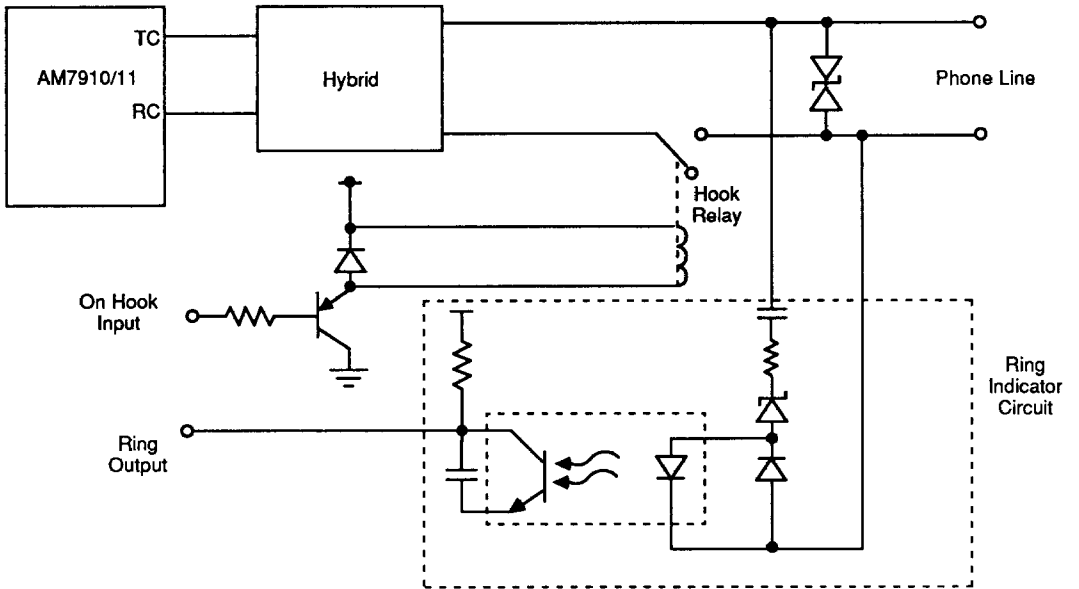 TC
AM7910/11
Hybrid
RC
Phone Line
Hook
Relay
On Hook
Input
Ring
Indicator
Circuit
Ring
Output